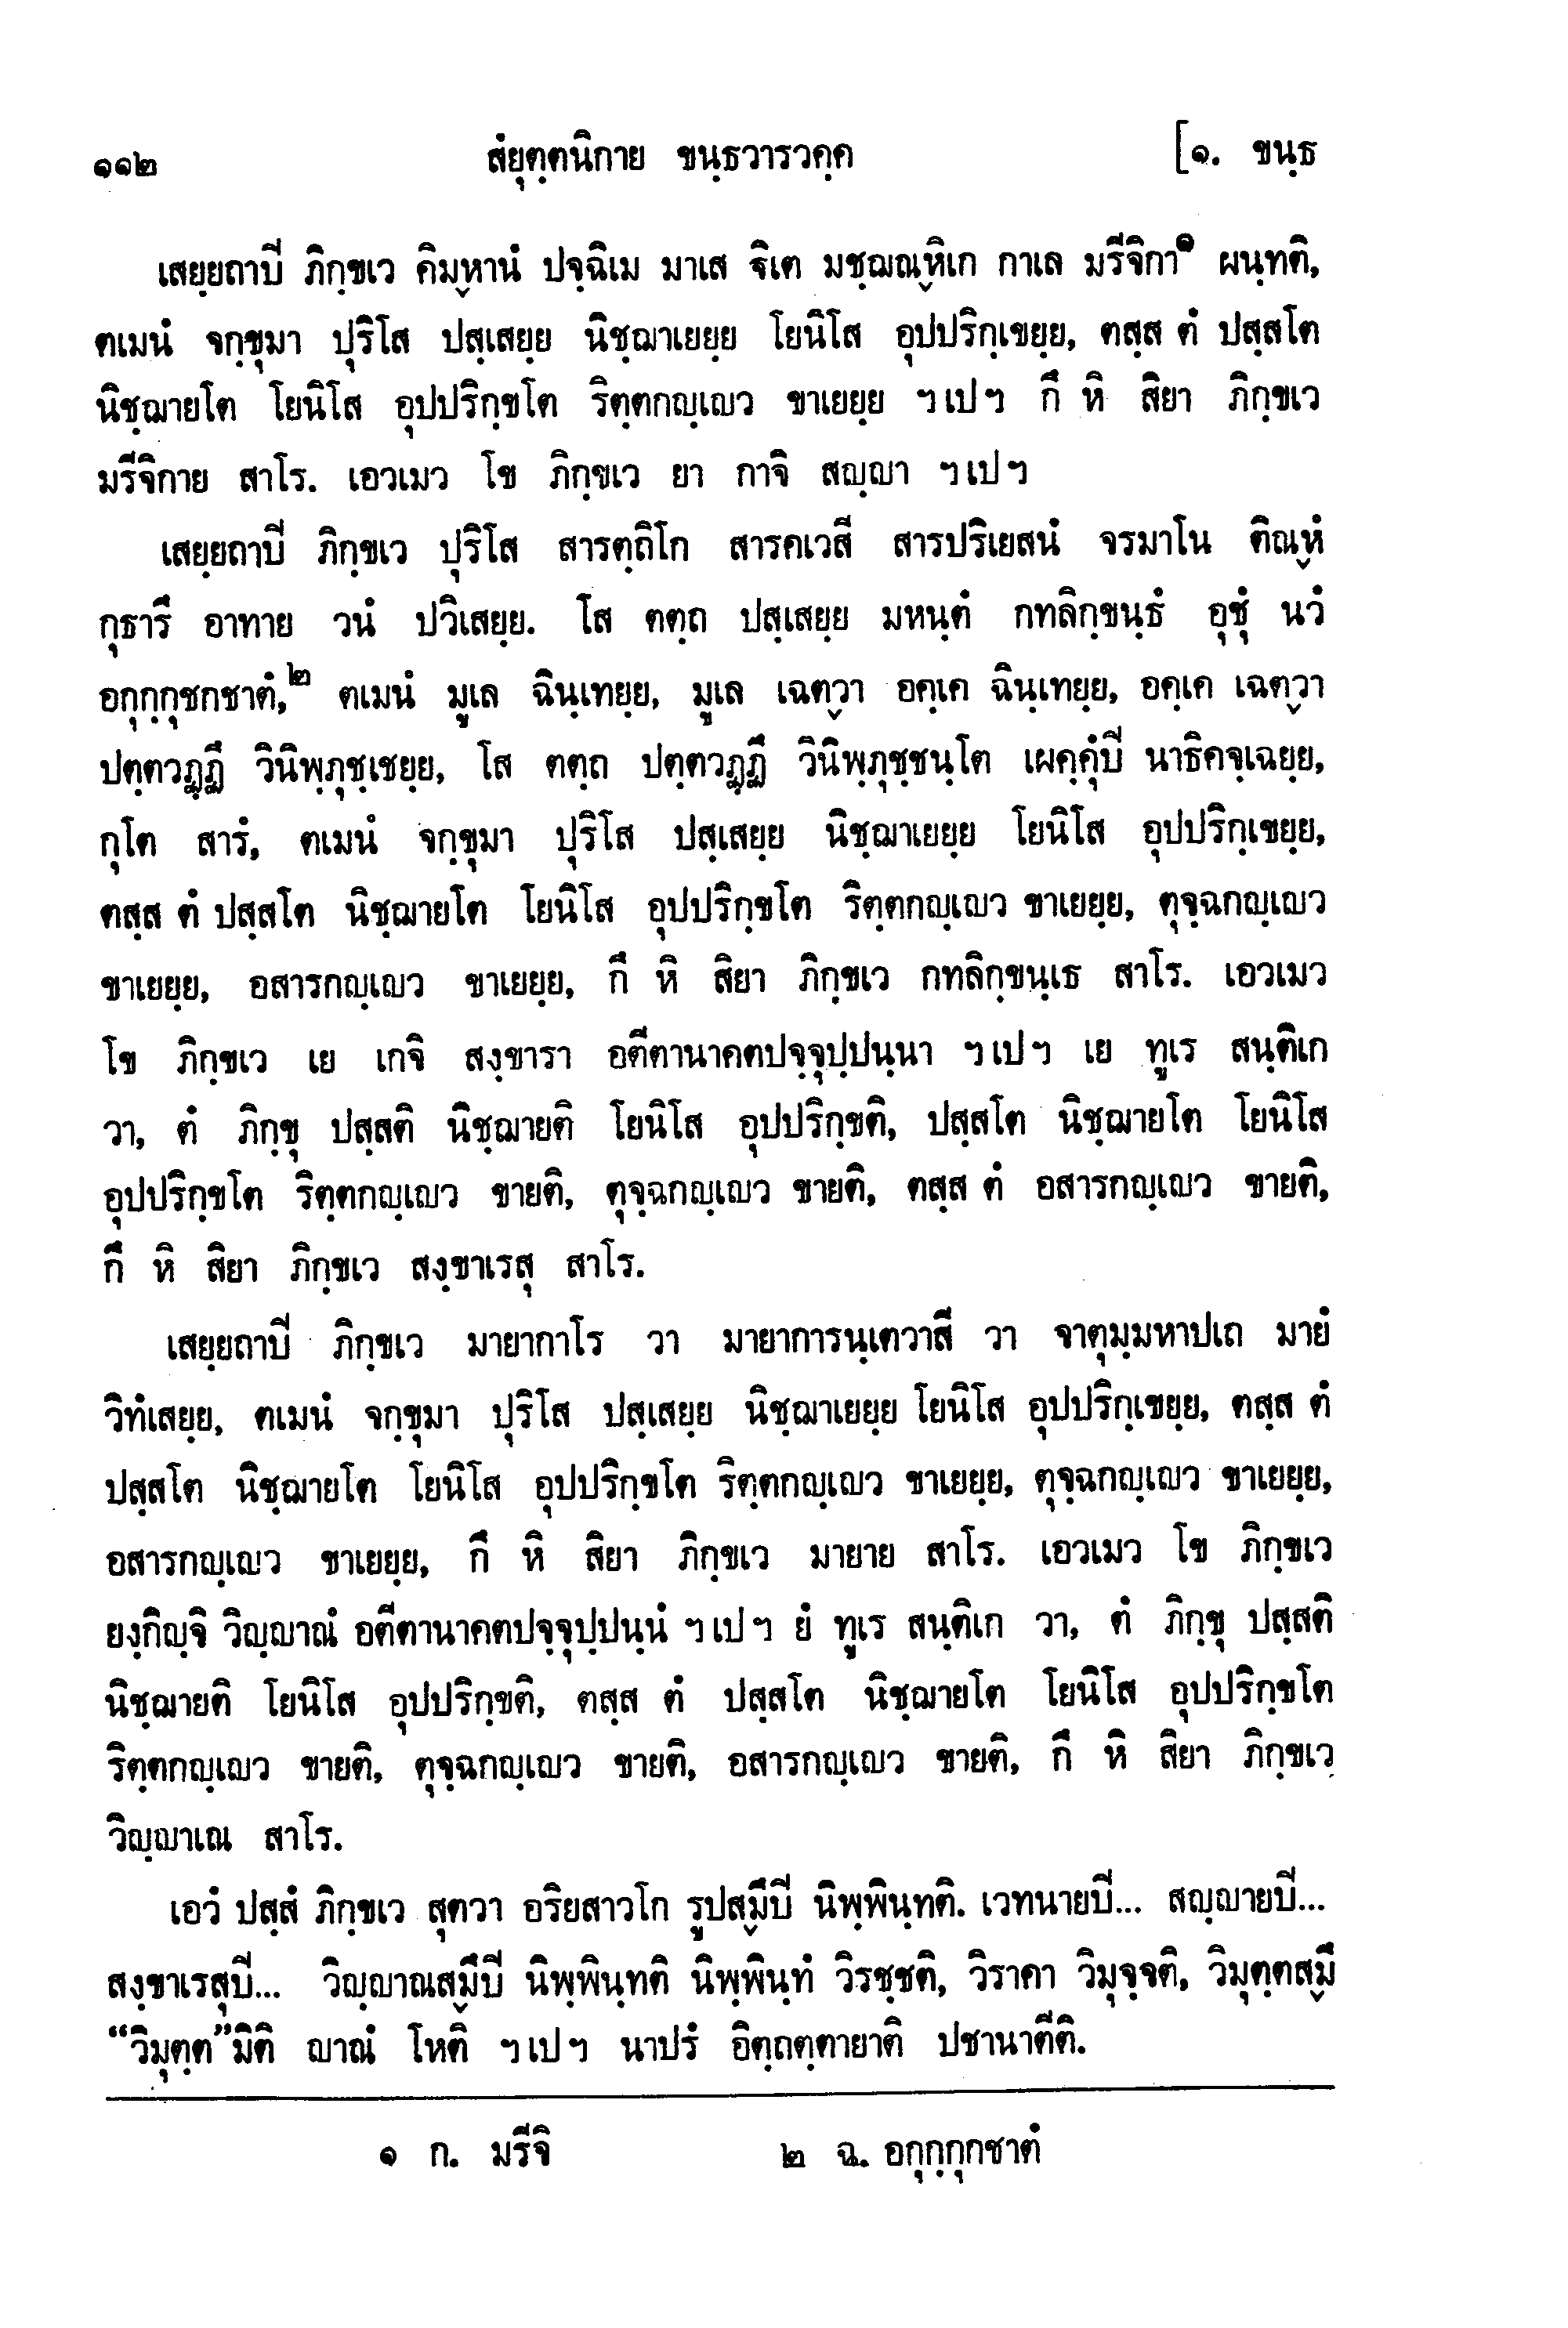 ๑๑๒ สํยุตฺตนิกาย ขนฺธวารวคฺค [๑. ขนฺธ
เสยฺยถาปี ภิกฺขเว คิมฺหานํ ปจฺฉิเม มาเส ฐิเต มชฺฌณฺหิเก กาเล มรีจิกา๑ ผนฺทติ,
ตเมนํ จกฺขุมา ปุริโส ปสฺเสยฺย นิชฺฌาเยยฺย โยนิโส อุปปริกฺเขยฺย, ตสฺส ตํ ปสฺสโต
นิชฺฌายโต โยนิโส อุปปริกฺขโต ริตฺตกญฺเญว ขาเยยฺย ฯ เป ฯ กึ หิ สิยา ภิกฺขเว
มรีจิกาย สาโร. เอวเมว โข ภิกฺขเว ยา กาจิ สญฺญา ฯ เป ฯ
เสยฺยถาปี ภิกฺขเว ปุริโส สารตฺถิโก สารคเวสี สารปริเยสนํ จรมาโน ติณฺหํ
กุธารึ อาทาย วนํ ปวิเสยฺย. โส ตตฺถ ปสฺเสยฺย มหนฺตํ กทลิกฺขนฺธํ อุชุํ นวํ
อกุกฺกุชกชาตํ,๒ ตเมนํ มูเล ฉินฺเทยฺย, มูเล เฉตฺวา อคฺเค ฉินฺเทยฺย, อคฺเค เฉตฺวา
ปตฺตวฏฺฏึ วินิพฺภุชฺเชยฺย, โส ตตฺถ ปตฺตวฏฺฏึ วินิพฺภุชฺชนฺโต เผคฺคุํปี นาธิคจฺเฉยฺย,
กุโต สารํ, ตเมนํ จกฺขุมา ปุริโส ปสฺเสยฺย นิชฺฌาเยยฺย โยนิโส อุปปริกฺเขยฺย,
ตสฺส ตํ ปสฺสโต นิชฺฌายโต โยนิโส อุปปริกฺขโต ริตฺตกญฺเญว ขาเยยฺย, ตุจฺฉกญฺเญว
ขาเยยฺย, อสารกญฺเญว ขาเยยฺย, กึ หิ สิยา ภิกฺขเว กทลิกฺขนฺเธ สาโร. เอวเมว
โข ภิกฺขเว เย เกจิ สงฺขารา อตีตานาคตปจฺจุปฺปนฺนา ฯ เป ฯ เย ทูเร สนฺติเก
วา, ตํ ภิกฺขุ ปสฺสติ นิชฺฌายติ โยนิโส อุปปริกฺขติ, ปสฺสโต นิชฺฌายโต โยนิโส
อุปปริกฺขโต ริตฺตกญฺเญว ขายติ, ตุจฺฉกญฺเญว ขายติ, ตสฺส ตํ อสารกญฺเญว ขายติ,
กึ หิ สิยา ภิกฺขเว สงฺขาเรสุ สาโร.
เสยฺยถาปี ภิกฺขเว มายากาโร วา มายาการนฺเตวาสี วา จาตุมฺมหาปเถ มายํ
วิทํเสยฺย, ตเมนํ จกฺขุมา ปุริโส ปสฺเสยฺย นิชฺฌาเยยฺย โยนิโส อุปปริกฺเขยฺย, ตสฺส ตํ
ปสฺสโต นิชฺฌายโต โยนิโส อุปปริกฺขโต ริตฺตกญฺเญว ขาเยยฺย, ตุจฺฉกญฺเญว ขาเยยฺย,
อสารกญฺเญว ขาเยยฺย, กึ หิ สิยา ภิกฺขเว มายาย สาโร. เอวเมว โข ภิกฺขเว
ยงฺกิญฺจิ วิญฺญาณํ อตีตานาคตปจฺจุปฺปนฺนํ ฯ เป ฯ ยํ ทูเร สนฺติเก วา, ตํ ภิกฺขุ ปสฺสติ
นิชฺฌายติ โยนิโส อุปปริกฺขติ, ตสฺส ตํ ปสฺสโต นิชฺฌายโต โยนิโส อุปปริกฺขโต
ริตฺตกญฺเญว ขายติ, ตุจฺฉกญฺเญว ขายติ, อสารกญฺเญว ขายติ, กึ หิ สิยา ภิกฺขเว
วิญฺญาเณ สาโร.
เอวํ ปสฺสํ ภิกฺขเว สุตวา อริยสาวโก รูปสฺมึปี นิพฺพินฺทติ. เวทนายปี... สญฺญายปี...
สงฺขาเรสุปี... วิญฺญาณสฺมึปี นิพฺพินฺทติ นิพฺพินฺทํ วิรชฺชติ, วิราคา วิมุจฺจติ, วิมุตฺตสฺมึ
“วิมุตฺต”มิติ ญาณํ โหติ ฯ เป ฯ นาปรํ อิตฺถตฺตายาติ ปชานาตีติ.
๑ ก. มรีจิ ๒ ฉ. อกุกฺกุกชาตํ